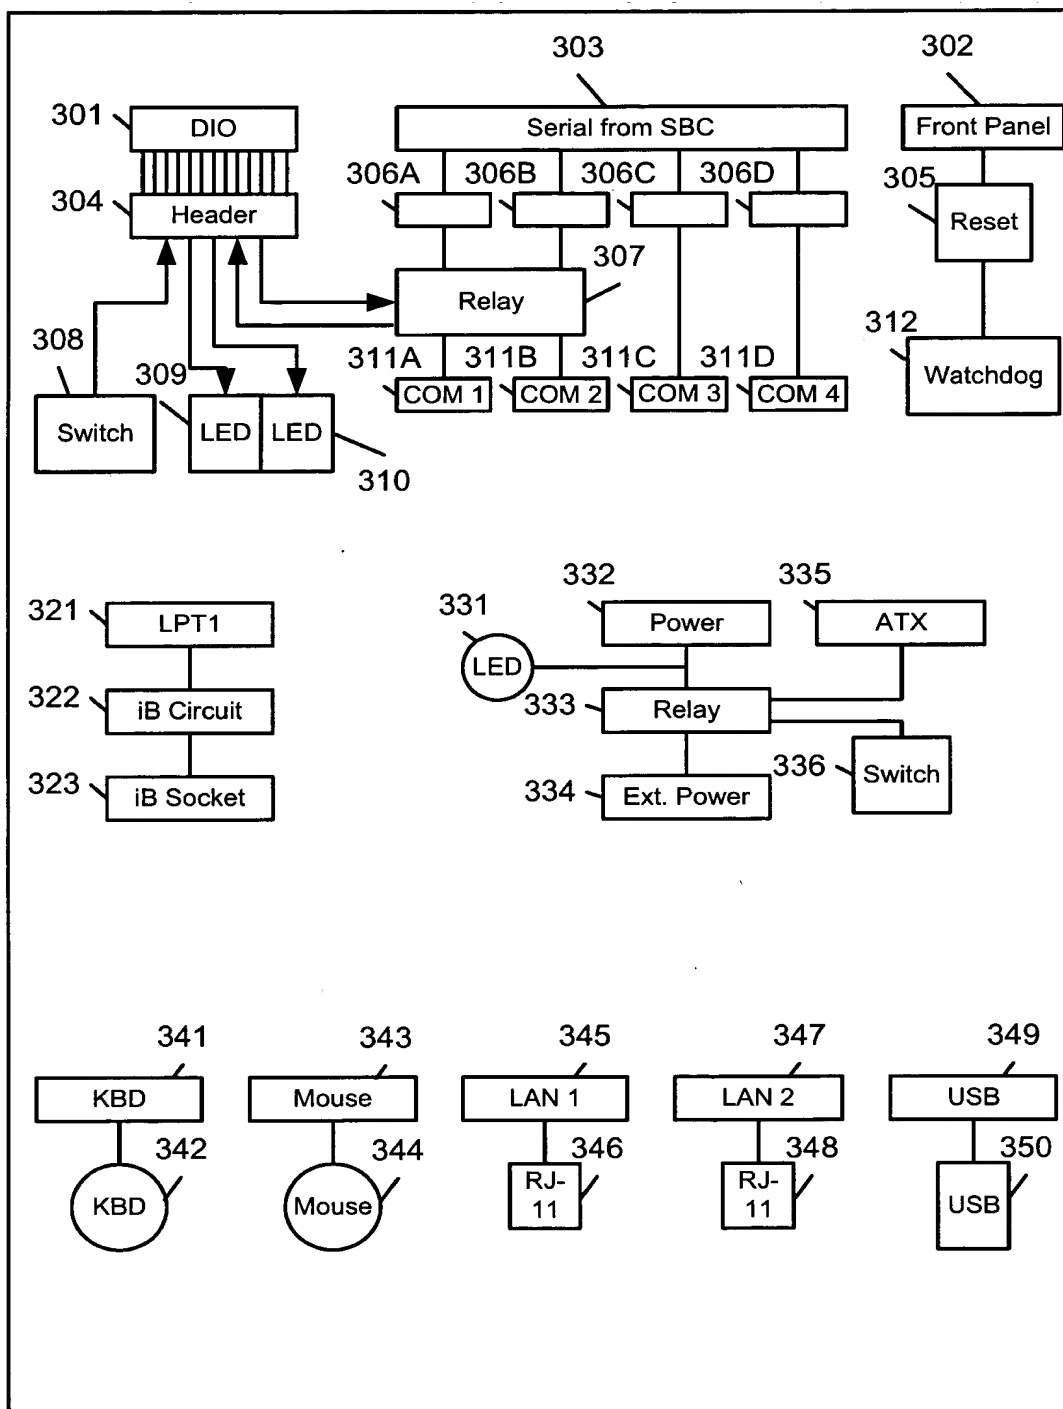 303
302
301
DIO
Serial from SBC
Front Panel
306A
306B
306C
306D
305
304
Header
Reset
307
Relay
308
312
309
311A
311B
311C
311D
Watchdog
COM 1
COM 2
COM 3
COM 4
Switch
LED
LED
310
332
335
321
LPT1
331
Power
ATX
LED
322
iB Circuit
333
Relay
323
iB Socket
334
Ext. Power
336
Switch
341
343
345
347
349
KBD
Mouse
LAN 1
LAN 2
USB
342
344
346
348
350
KBD
Mouse
RJ-
11
RJ-
11
USB